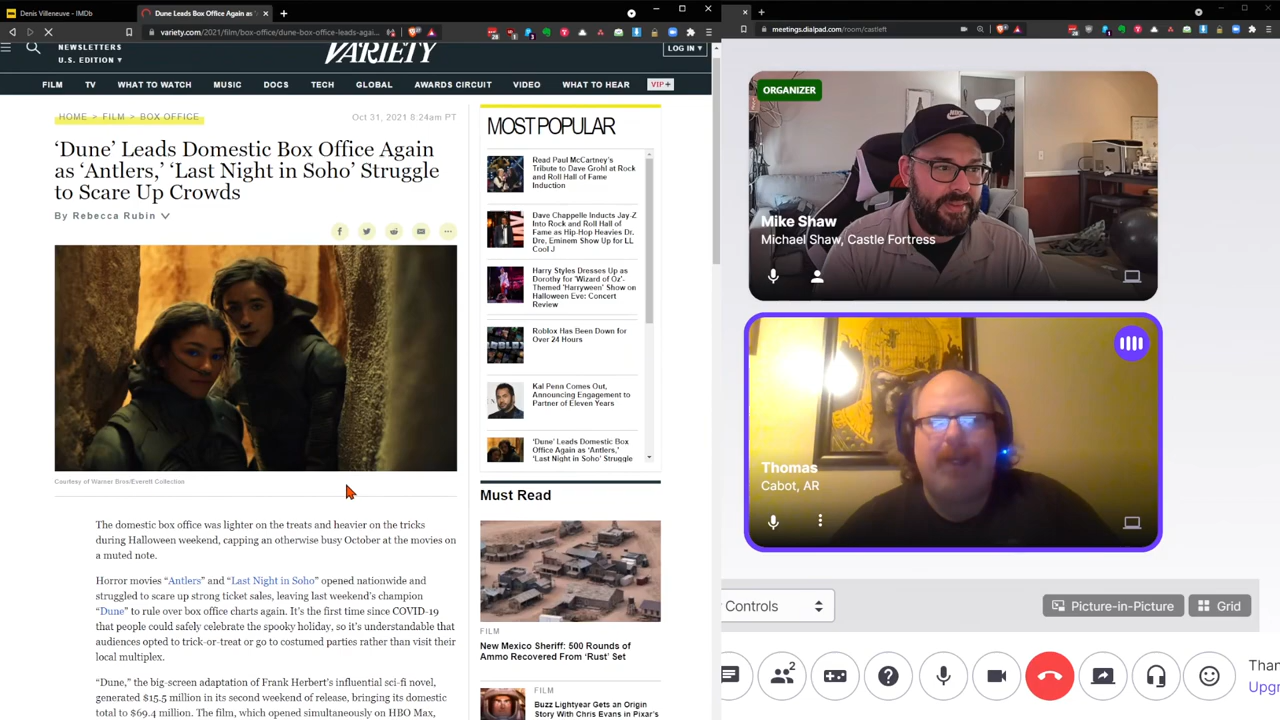 Denis Villeneuve - IMDb
Dune Leads Box Office Again as '
variety.com/2021/film/box-office/dune-box-office-leads-agai...
meetings.dialpad.com/room/castleft
NEWSLETTERS
U.S. EDITION
VARIETY
LOG IN
FILM TV WHAT TO WATCH MUSIC DOCS TECH GLOBAL AWARDS CIRCUIT VIDEO WHAT TO HEAR VIP+
HOME > FILM > BOX OFFICE
Oct 31, 2021 8:24am PT
‘Dune’ Leads Domestic Box Office Again
as ‘Antlers,’ ‘Last Night in Soho’ Struggle
to Scare Up Crowds
By Rebecca Rubin
Courtesy of Warner Bros/Everett Collection
The domestic box office was lighter on the treats and heavier on the tricks
during Halloween weekend, capping an otherwise busy October at the movies on
a muted note.
Horror movies “Antlers” and “Last Night in Soho” opened nationwide and
struggled to scare up strong ticket sales, leaving last weekend’s champion
“Dune” to rule over box office charts again. It’s the first time since COVID-19
that people could safely celebrate the spooky holiday, so it’s understandable that
audiences opted to trick-or-treat or go to costumed parties rather than visit their
local multiplex.
“Dune,” the big-screen adaptation of Frank Herbert’s influential sci-fi novel,
generated $15.5 million in its second weekend of release, bringing its domestic
total to $69.4 million. The film, which opened simultaneously on HBO Max,
MOST POPULAR
Read Paul McCartney's
Tribute to Dave Grohl at Rock
and Roll Hall of Fame
Induction
Dave Chappelle Inducts Jay-Z
Into Rock and Roll Hall of
Fame as Hip-Hop Heavies Dr.
Dre, Eminem Show Up for LL
Cool J
Harry Styles Dresses Up as
Dorothy for 'Wizard of Oz'-
Themed 'Harryween' Show on
Halloween Eve: Concert
Review
Roblox Has Been Down for
Over 24 Hours
Kal Penn Comes Out,
Announcing Engagement to
Partner of Eleven Years
'Dune' Leads Domestic Box
Office Again as 'Antlers,'
'Last Night in Soho' Struggle
Must Read
FILM
New Mexico Sheriff: 500 Rounds of
Ammo Recovered From ‘Rust’ Set
FILM
Buzz Lightyear Gets an Origin
Story With Chris Evans in Pixar’s
ORGANIZER
Mike Shaw
Michael Shaw, Castle Fortress
Thomas
Cabot, AR
Controls
Picture-in-Picture
Grid
2
Than
Upgr